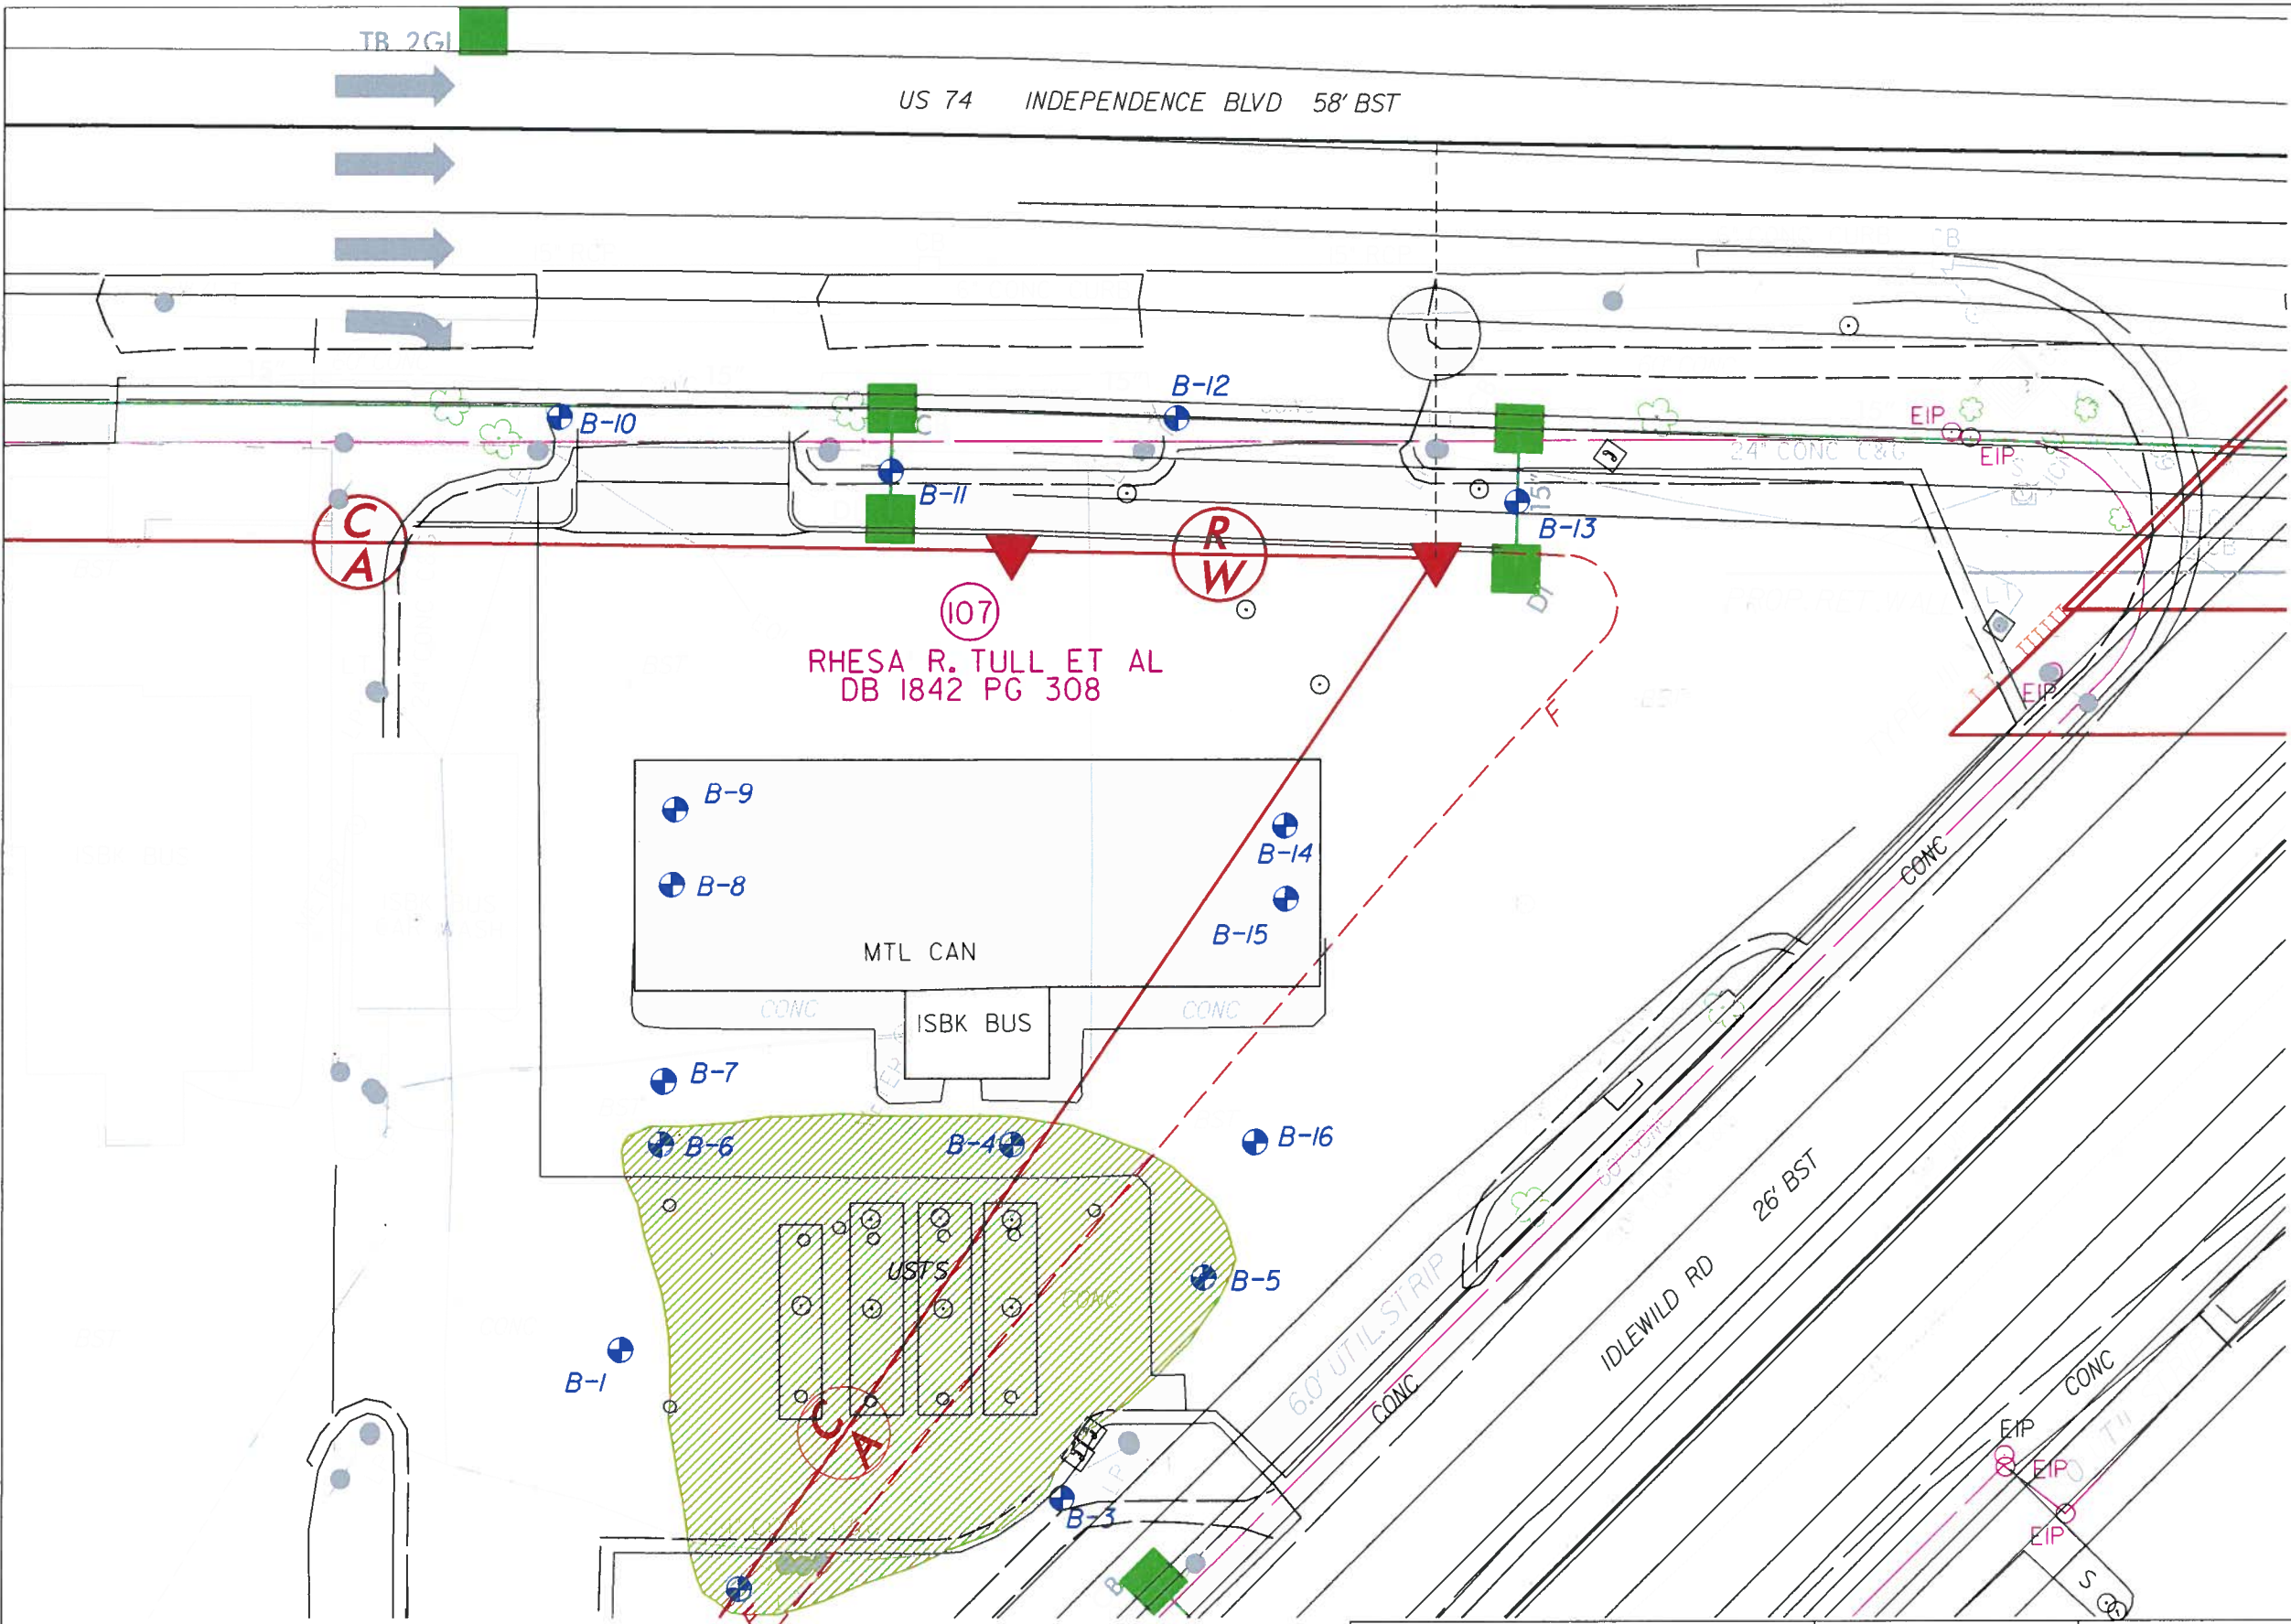 TB 2GI
US 74 INDEPENDENCE BLVD 58' BST
B-12
B-10
EIP
EIP
24" CONC C&G
B-11
15"
B-13
C
A
R
W
DI
107
RHESA R. TULL ET AL
DB 1842 PG 308
EIP
F
B-9
B-14
B-8
B-15
MTL CAN
CONC
CONC
ISBK BUS
CONC
B-7
B-6
B-4
B-16
26' BST
USTS
CONC
B-5
6.0' UTIL. STRIP
IDLEWILD RD
B-1
CONC
CONC
C
A
LP
EIP
EIP
B-3
EIP
B
S